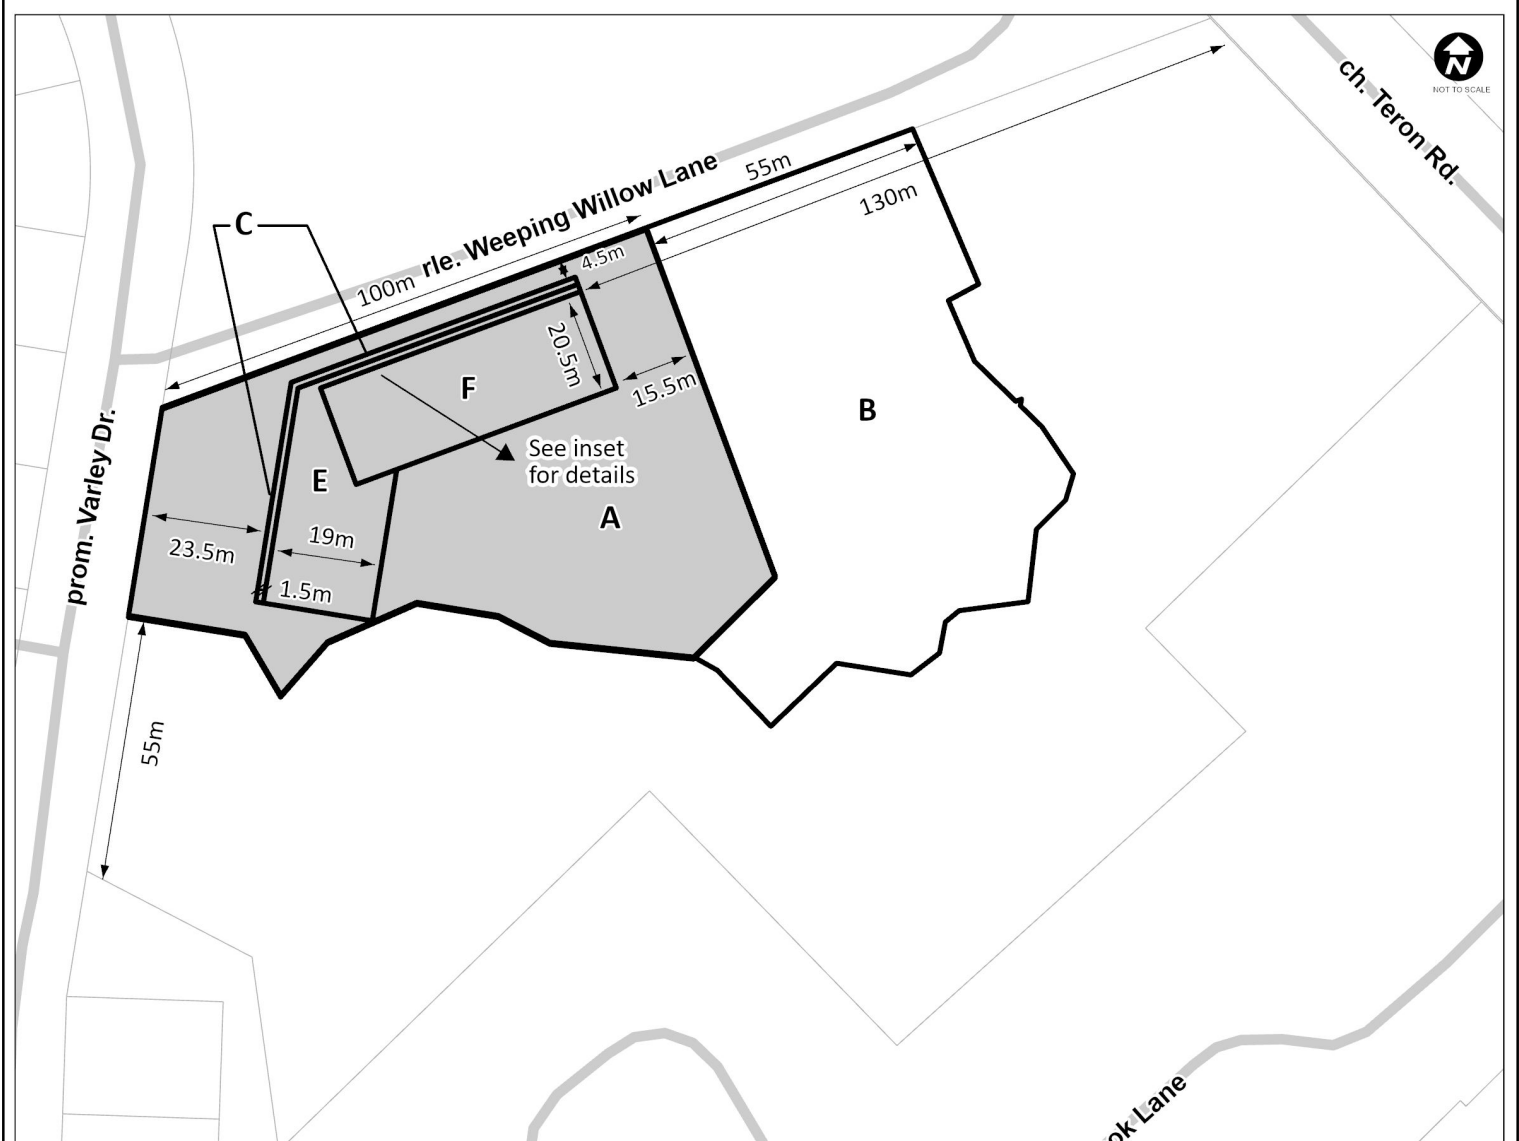 N
NOT TO SCALE
ch. Teron Rd.
rle. Weeping Willow Lane
55m
130m
C
100m
4.5m
20.5m
15.5m
F
B
prom. Varley Dr.
E
See inset
for details
A
23.5m
19m
1.5m
55m
ok Lane